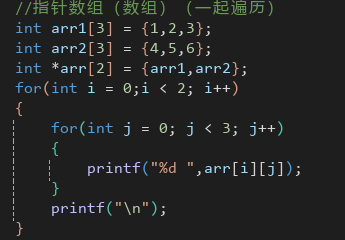 //指针数组（数组）（一起遍历）
int arr1[3] = {1,2,3};
int arr2[3] = {4,5,6};
int *arr[2] = {arr1,arr2};
for(int i = 0;i < 2; i++)
{
    for(int j = 0; j < 3; j++)
    {
        printf("%d ",arr[i][j]);
    }
    printf("\n");
}